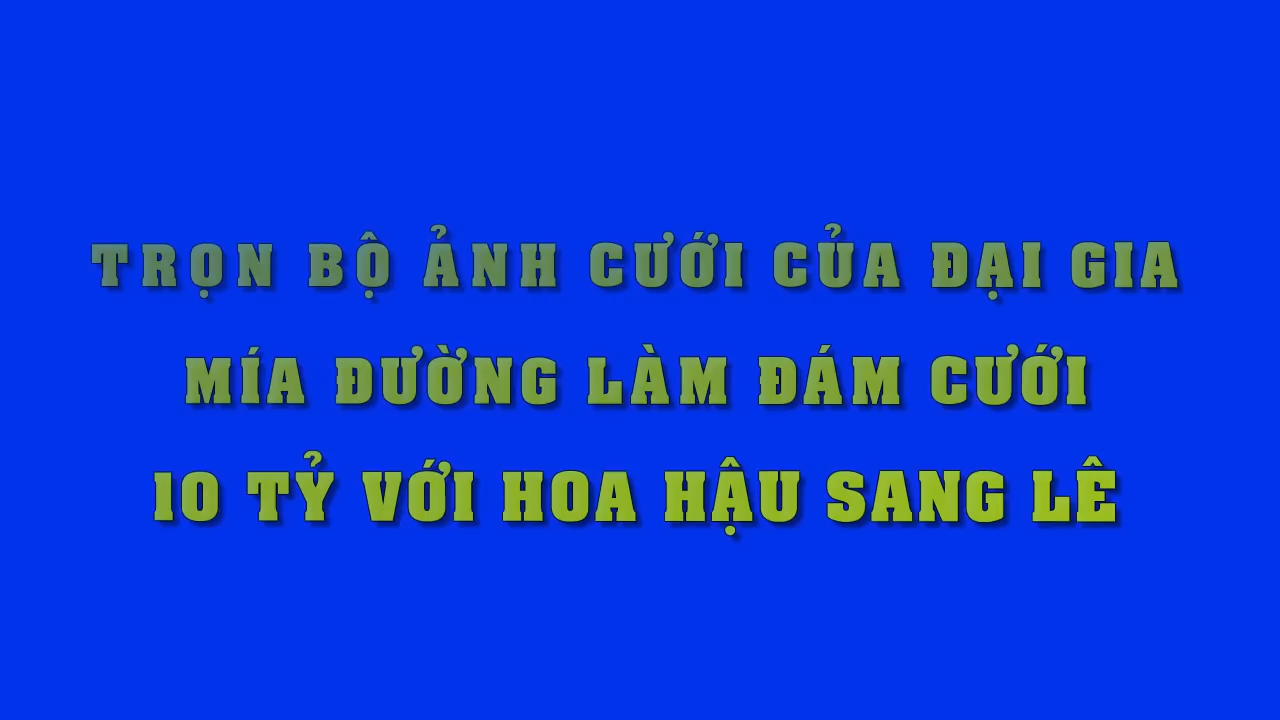 TRỌN BỘ ẢNH CƯỚI CỦA ĐẠI GIA
MÍA ĐƯỜNG LÀM ĐÁM CƯỚI
10 TỶ VỚI HOA HẬU SANG LÊ